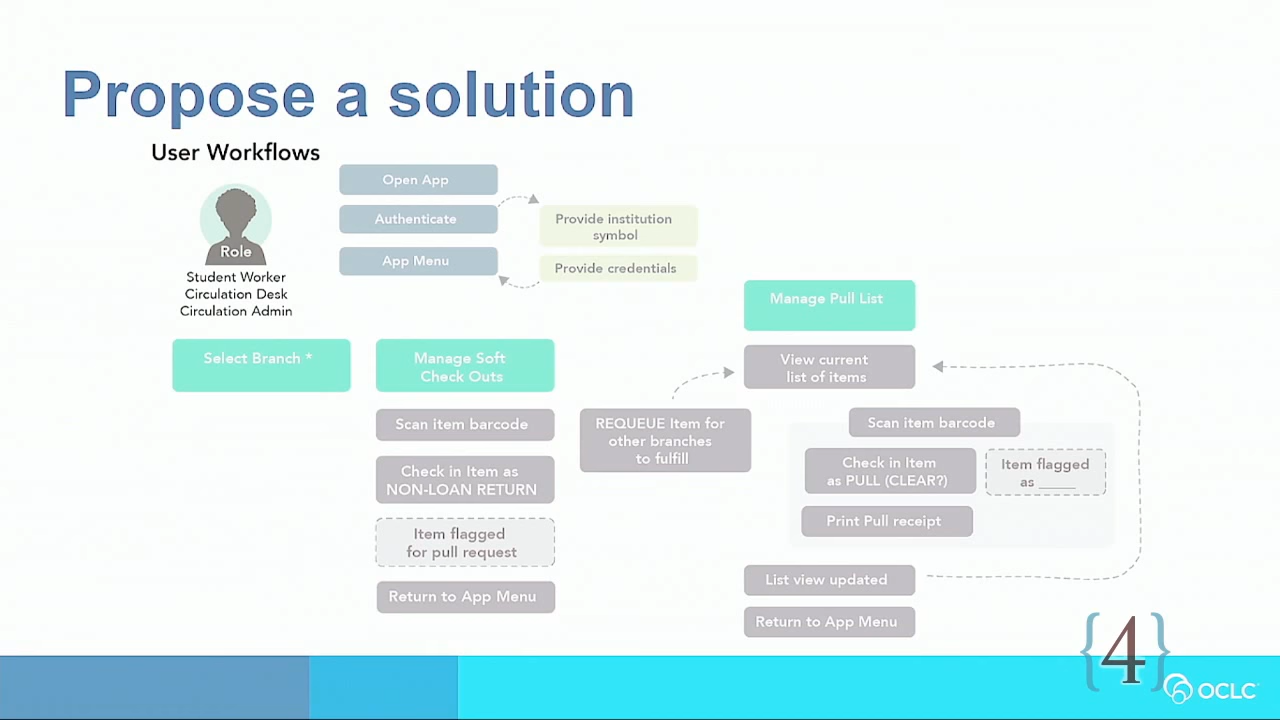 Propose a solution
User Workflows
Role
Student Worker
Circulation Desk
Circulation Admin
Open App
Authenticate
App Menu
Provide institution
symbol
Provide credentials
Select Branch *
Manage Soft
Check Outs
Scan item barcode
Check in Item as
NON-LOAN RETURN
Item flagged
for pull request
Return to App Menu
REQUEUE Item for
other branches
to fulfill
Manage Pull List
View current
list of items
Scan item barcode
Check in Item
as PULL (CLEAR?)
Item flagged
as _____
Print Pull receipt
List view updated
Return to App Menu
{4}
OCLC